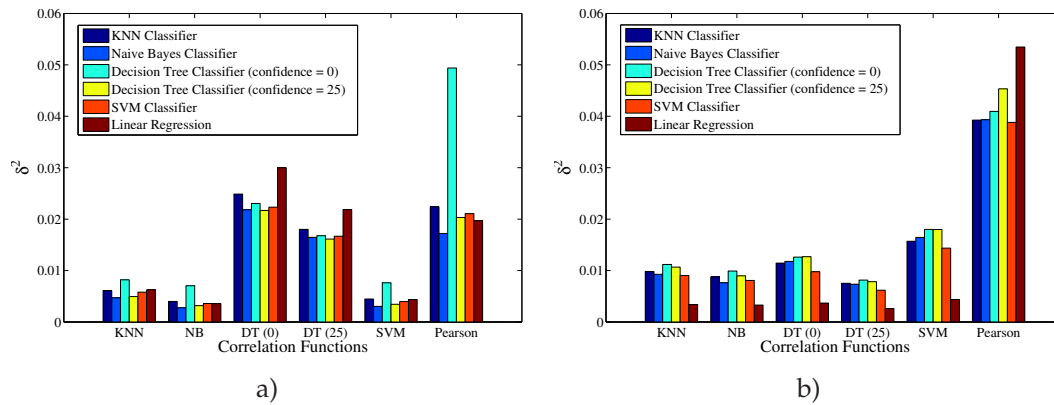 0.06
0.05
0.04
0.03
0.02
0.01
0
δ²
KNN Classifier
Naive Bayes Classifier
Decision Tree Classifier (confidence = 0)
Decision Tree Classifier (confidence = 25)
SVM Classifier
Linear Regression
KNN NB DT (0) DT (25) SVM Pearson
Correlation Functions
a)
0.06
0.05
0.04
0.03
0.02
0.01
0
δ²
KNN Classifier
Naive Bayes Classifier
Decision Tree Classifier (confidence = 0)
Decision Tree Classifier (confidence = 25)
SVM Classifier
Linear Regression
KNN NB DT (0) DT (25) SVM Pearson
Correlation Functions
b)